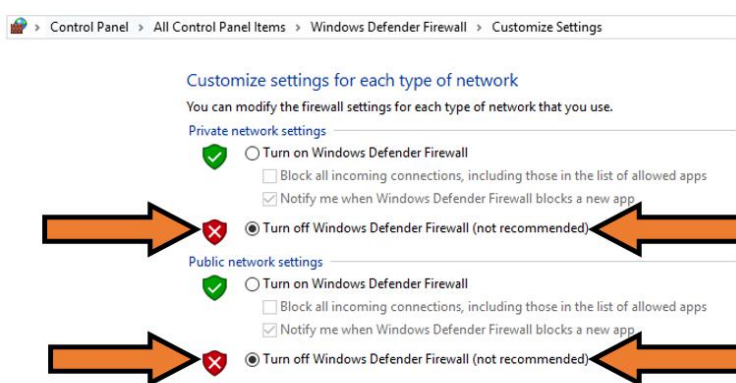 Control Panel > All Control Panel Items > Windows Defender Firewall > Customize Settings
Customize settings for each type of network
You can modify the firewall settings for each type of network that you use.
Private network settings
Turn on Windows Defender Firewall
Block all incoming connections, including those in the list of allowed apps
Notify me when Windows Defender Firewall blocks a new app
Turn off Windows Defender Firewall (not recommended)
Public network settings
Turn on Windows Defender Firewall
Block all incoming connections, including those in the list of allowed apps
Notify me when Windows Defender Firewall blocks a new app
Turn off Windows Defender Firewall (not recommended)